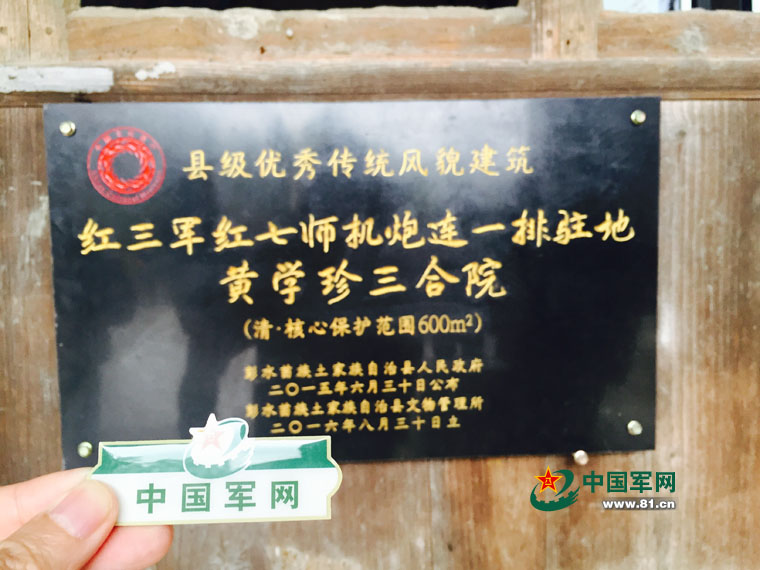 县级优秀传统风貌建筑
红三军红七师机炮连一排驻地
黄学珍三合院
(清·核心保护范围600m²)
彭水苗族土家族自治县人民政府
二〇一五年六月三十日公布
彭水苗族土家族自治县文物管理所
二〇一六年八月三十日立
中国军网
中国军网
www.81.cn